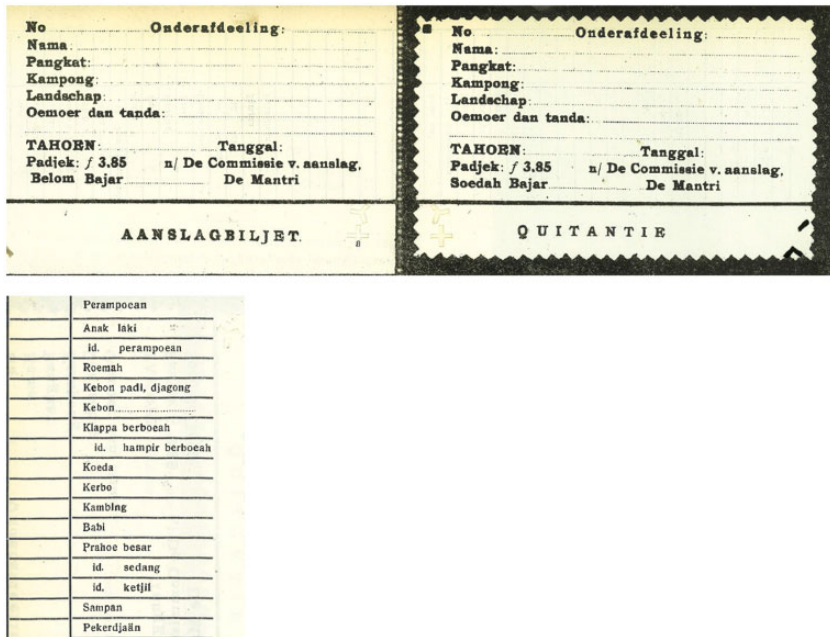 No Onderafdeeling:
Nama:
Pangkat:
Kampong:
Landschap:
Oemoer dan tanda:
TAHOEN: Tanggal:
Padjek: ƒ 3.85 n/ De Commissie v. aanslag,
Belom Bajar De Mantri
AANSLAGBILJET.
No Onderafdeeling:
Nama:
Pangkat:
Kampong:
Landschap:
Oemoer dan tanda:
TAHOEN: Tanggal:
Padjek: ƒ 3.85 n/ De Commissie v. aanslag,
Soedah Bajar De Mantri
QUITANTIE
Perampoean
Anak laki
id. perampoean
Roemah
Kebon padi, djagong
Kebon
Klappa berboeah
id. hampir berboeah
Koeda
Kerbo
Kambing
Babi
Prahoe besar
id. sedang
id. ketjil
Sampan
Pekerdjaän